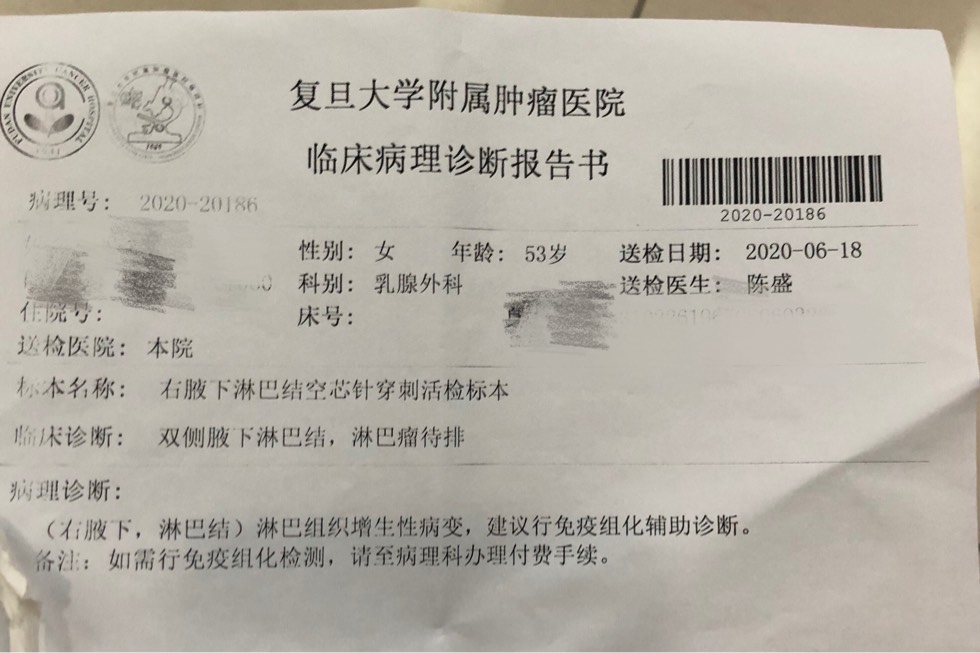 复旦大学附属肿瘤医院
临床病理诊断报告书
2020-20186
病理号: 2020-20186
性别: 女 年龄: 53岁 送检日期: 2020-06-18
科别: 乳腺外科 送检医生: 陈盛
住院号:
床号:
送检医院: 本院
标本名称: 右腋下淋巴结空芯针穿刺活检标本
临床诊断: 双侧腋下淋巴结，淋巴瘤待排
病理诊断:
（右腋下，淋巴结）淋巴组织增生性病变，建议行免疫组化辅助诊断。
备注: 如需行免疫组化检测，请至病理科办理付费手续。